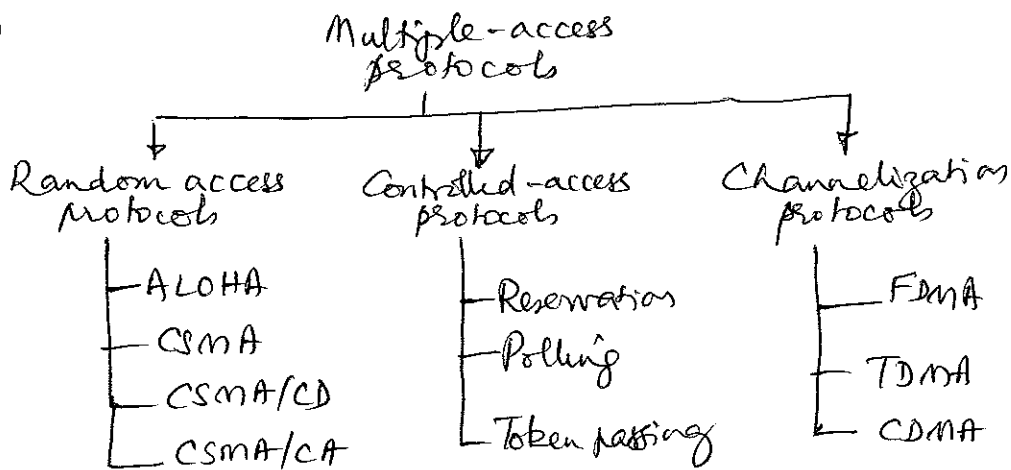 Multiple-access
protocols
Random access
protocols
Controlled-access
protocols
Channelization
protocols
ALOHA
CSMA
CSMA/CD
CSMA/CA
Reservation
Polling
Token passing
FDMA
TDMA
CDMA